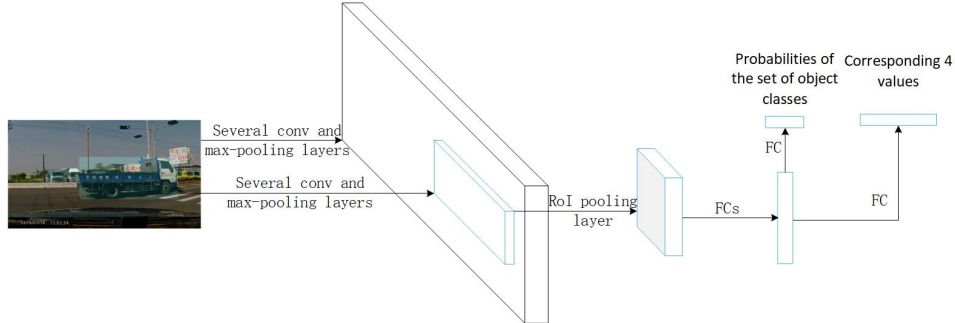 Probabilities of
the set of object
classes
Corresponding 4
values
Several conv and
max-pooling layers
Several conv and
max-pooling layers
RoI pooling
layer
FCs
FC
FC